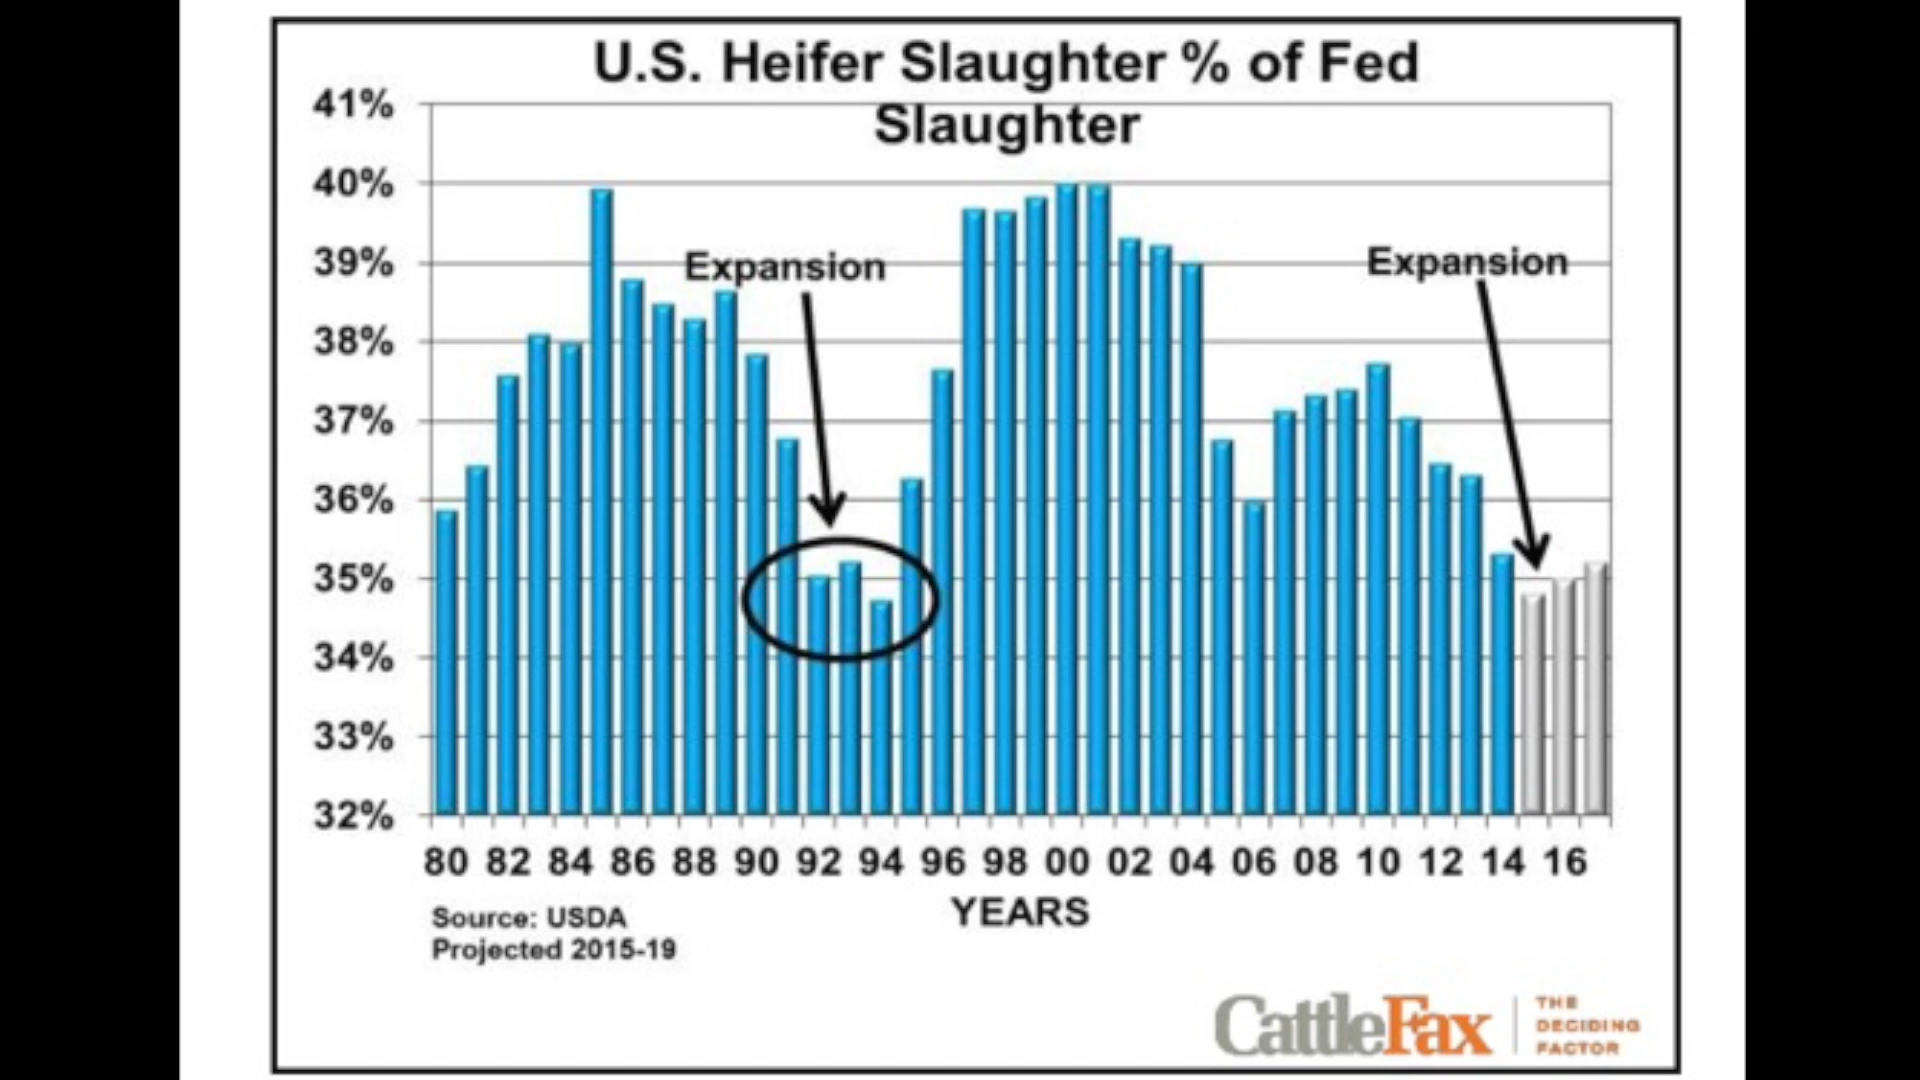 U.S. Heifer Slaughter % of Fed
Slaughter
41%
40%
39%
38%
37%
36%
35%
34%
33%
32%
Expansion
Expansion
80 82 84 86 88 90 92 94 96 98 00 02 04 06 08 10 12 14 16
YEARS
Source: USDA
Projected 2015-19
CattleFax
THE
DECIDING
FACTOR